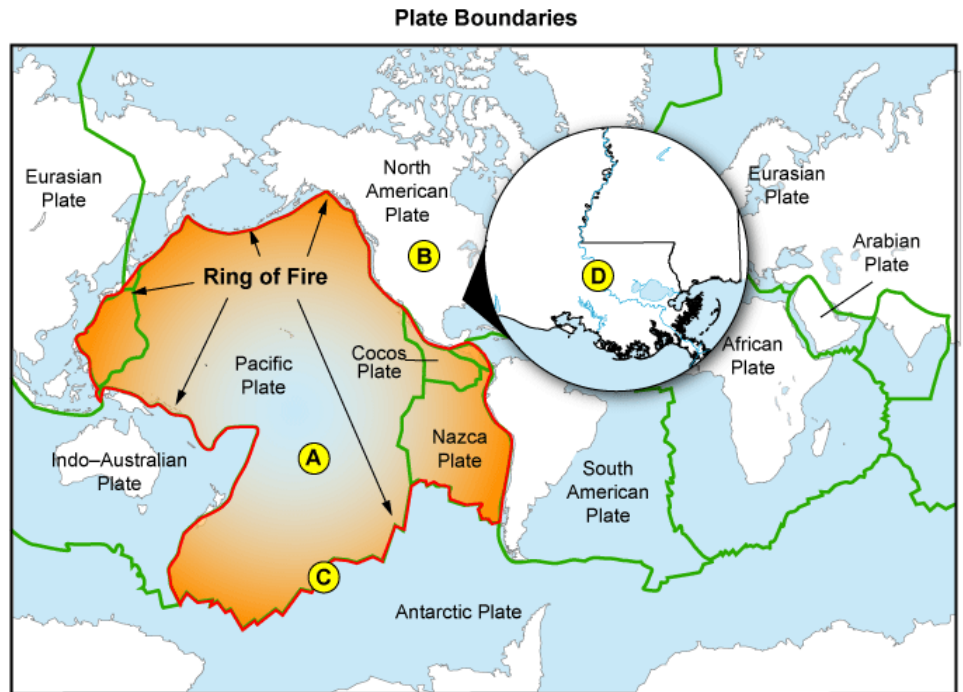 Plate Boundaries
Eurasian
Plate
North
American
Plate
Eurasian
Plate
Arabian
Plate
B
D
Ring of Fire
Pacific
Plate
Cocos
Plate
African
Plate
Indo–Australian
Plate
A
Nazca
Plate
South
American
Plate
C
Antarctic Plate